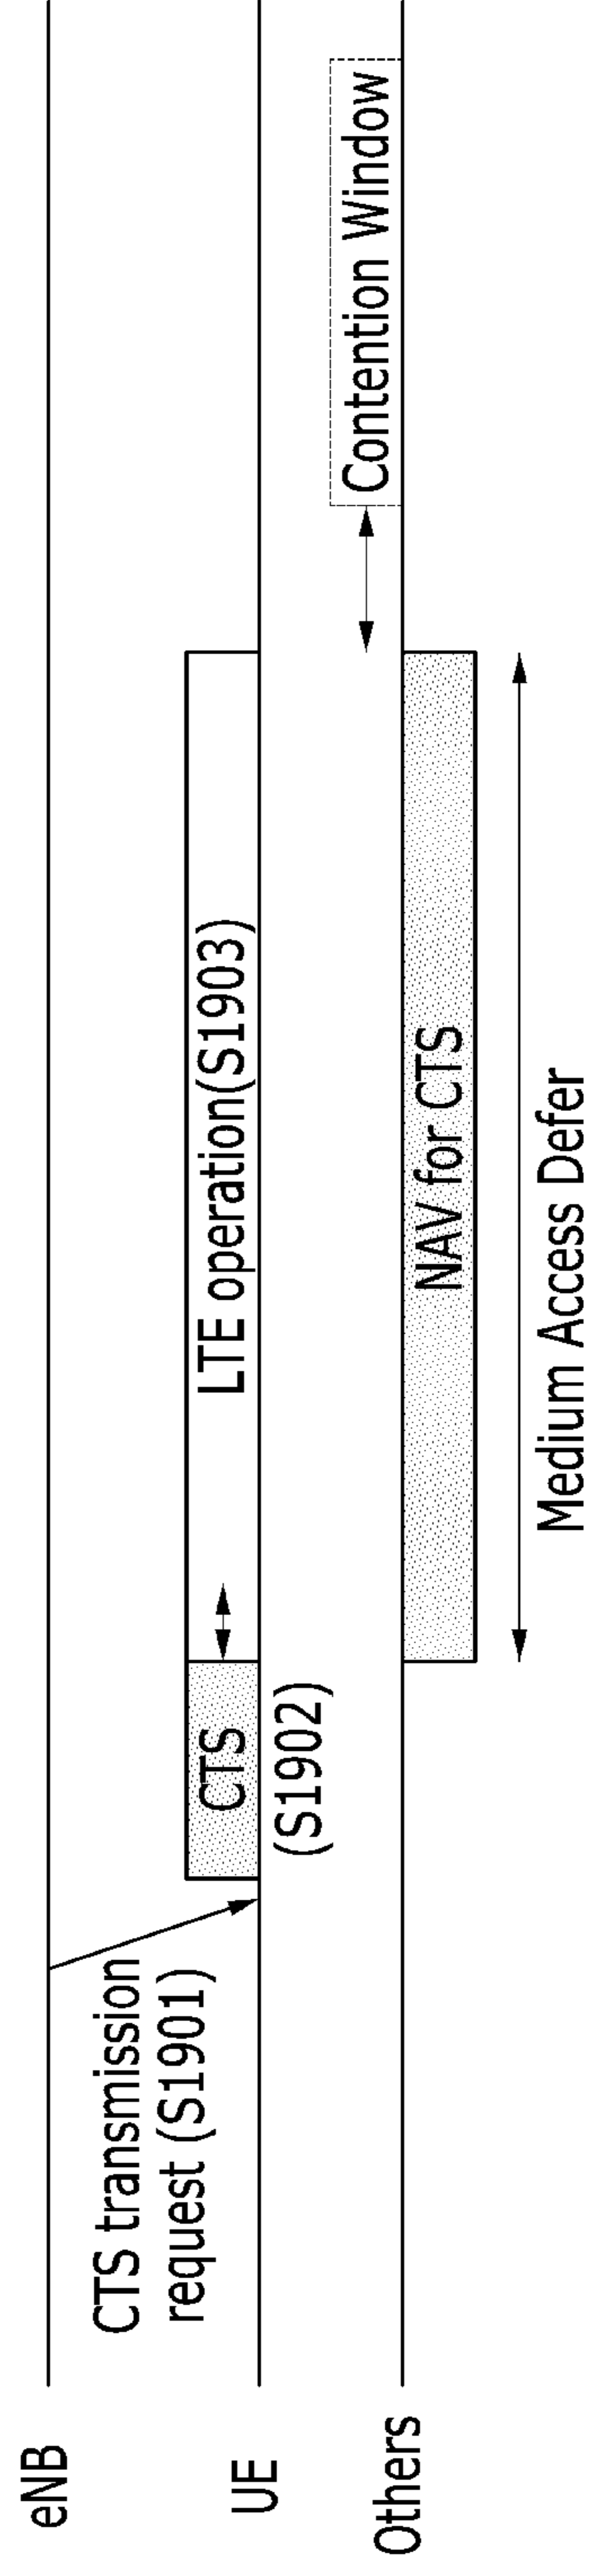 eNB
CTS transmission
request (S1901)
UE
CTS
(S1902)
LTE operation(S1903)
Others
NAV for CTS
Contention Window
Medium Access Defer